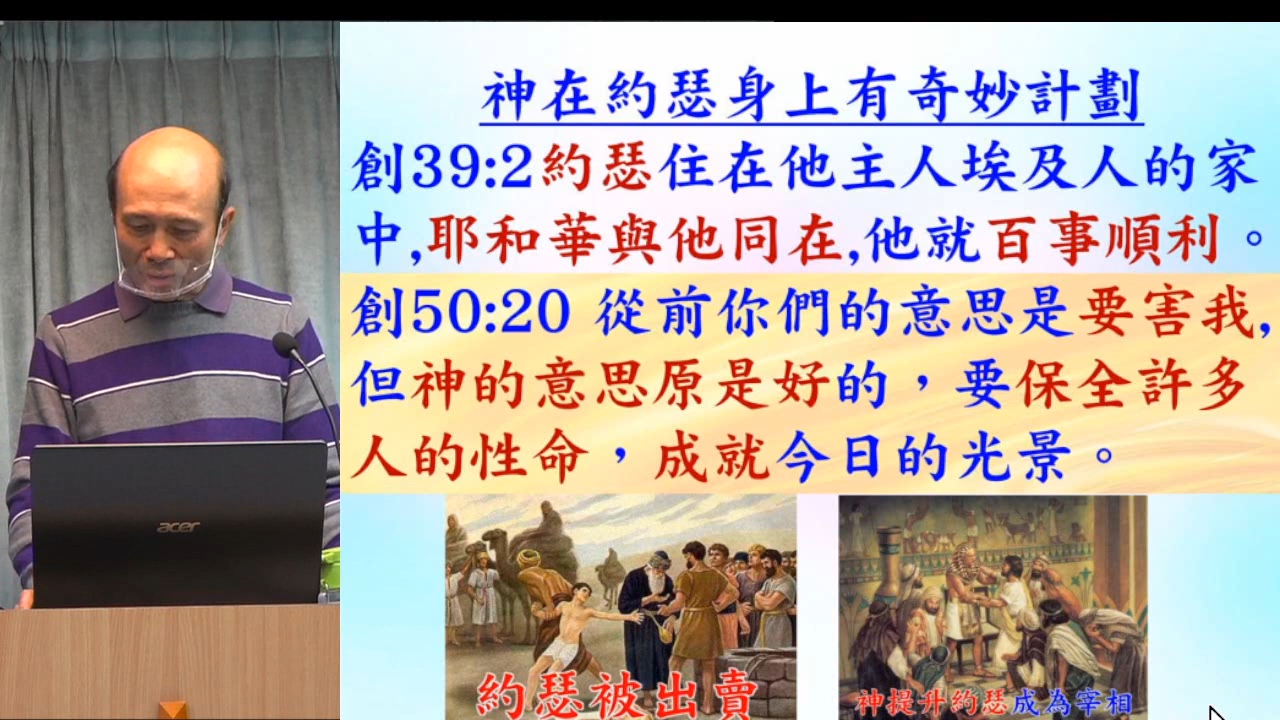 神在約瑟身上有奇妙計劃
創39:2約瑟住在他主人埃及人的家
中,耶和華與他同在,他就百事順利。
創50:20 從前你們的意思是要害我,
但神的意思原是好的，要保全許多
人的性命，成就今日的光景。
約瑟被出賣
神提升約瑟成為宰相
acer